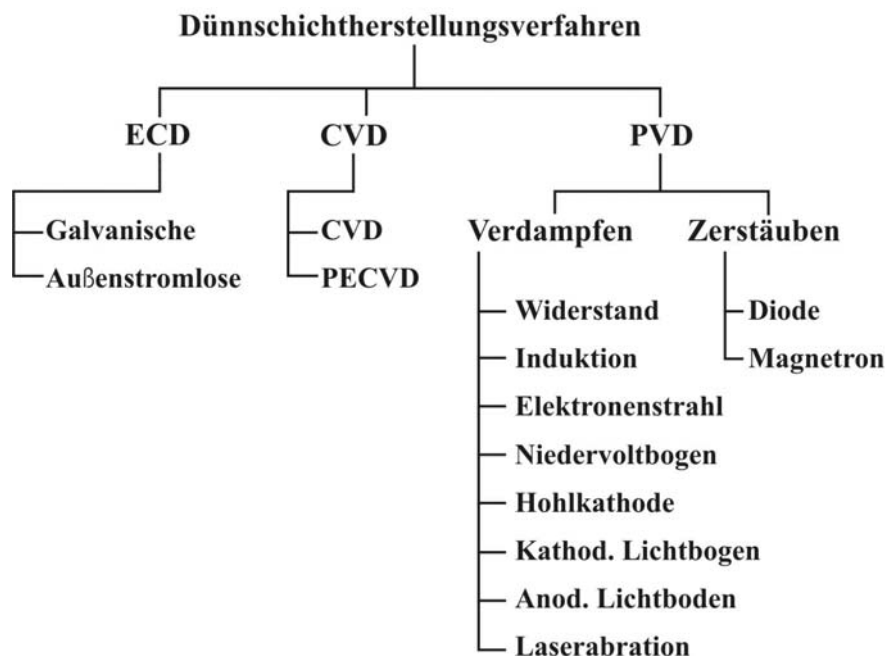 Dünnschichtherstellungsverfahren
ECD
CVD
PVD
Galvanische
Außenstromlose
CVD
PECVD
Verdampfen
Zerstäuben
Widerstand
Induktion
Elektronenstrahl
Niedervoltbogen
Hohlkathode
Kathod. Lichtbogen
Anod. Lichtboden
Laserabration
Diode
Magnetron